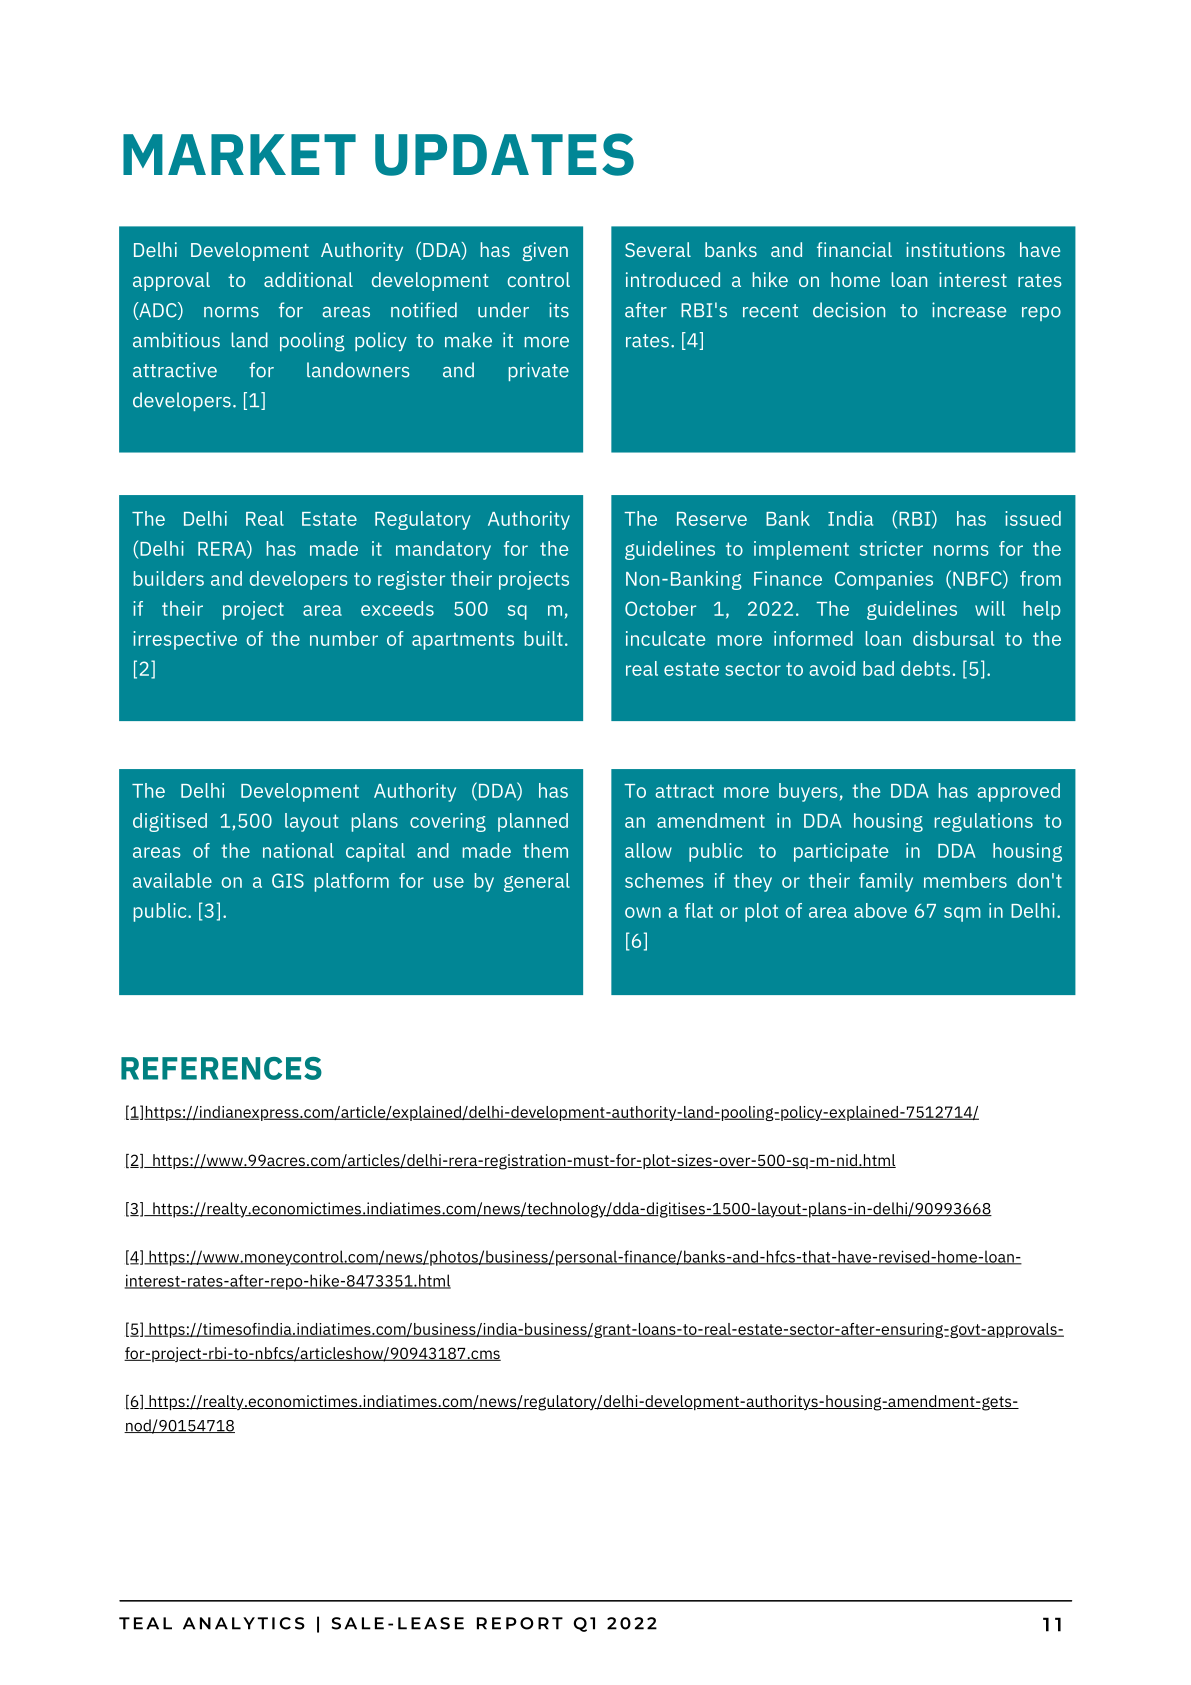 MARKET UPDATES
Delhi Development Authority (DDA) has given
approval to additional development control
(ADC) norms for areas notified under its
ambitious land pooling policy to make it more
attractive for landowners and private
developers. [1]
Several banks and financial institutions have
introduced a hike on home loan interest rates
after RBI's recent decision to increase repo
rates. [4]
The Delhi Real Estate Regulatory Authority
(Delhi RERA) has made it mandatory for the
builders and developers to register their projects
if their project area exceeds 500 sq m,
irrespective of the number of apartments built.
[2]
The Reserve Bank India (RBI) has issued
guidelines to implement stricter norms for the
Non-Banking Finance Companies (NBFC) from
October 1, 2022. The guidelines will help
inculcate more informed loan disbursal to the
real estate sector to avoid bad debts. [5].
The Delhi Development Authority (DDA) has
digitised 1,500 layout plans covering planned
areas of the national capital and made them
available on a GIS platform for use by general
public. [3].
To attract more buyers, the DDA has approved
an amendment in DDA housing regulations to
allow public to participate in DDA housing
schemes if they or their family members don't
own a flat or plot of area above 67 sqm in Delhi.
[6]
REFERENCES
[1]https://indianexpress.com/article/explained/delhi-development-authority-land-pooling-policy-explained-7512714/
[2]  https://www.99acres.com/articles/delhi-rera-registration-must-for-plot-sizes-over-500-sq-m-nid.html
[3]  https://realty.economictimes.indiatimes.com/news/technology/dda-digitises-1500-layout-plans-in-delhi/90993668
[4] https://www.moneycontrol.com/news/photos/business/personal-finance/banks-and-hfcs-that-have-revised-home-loan-
interest-rates-after-repo-hike-8473351.html
[5] https://timesofindia.indiatimes.com/business/india-business/grant-loans-to-real-estate-sector-after-ensuring-govt-approvals-
for-project-rbi-to-nbfcs/articleshow/90943187.cms
[6] https://realty.economictimes.indiatimes.com/news/regulatory/delhi-development-authoritys-housing-amendment-gets-
nod/90154718
TEAL ANALYTICS | SALE-LEASE REPORT Q1 2022
11